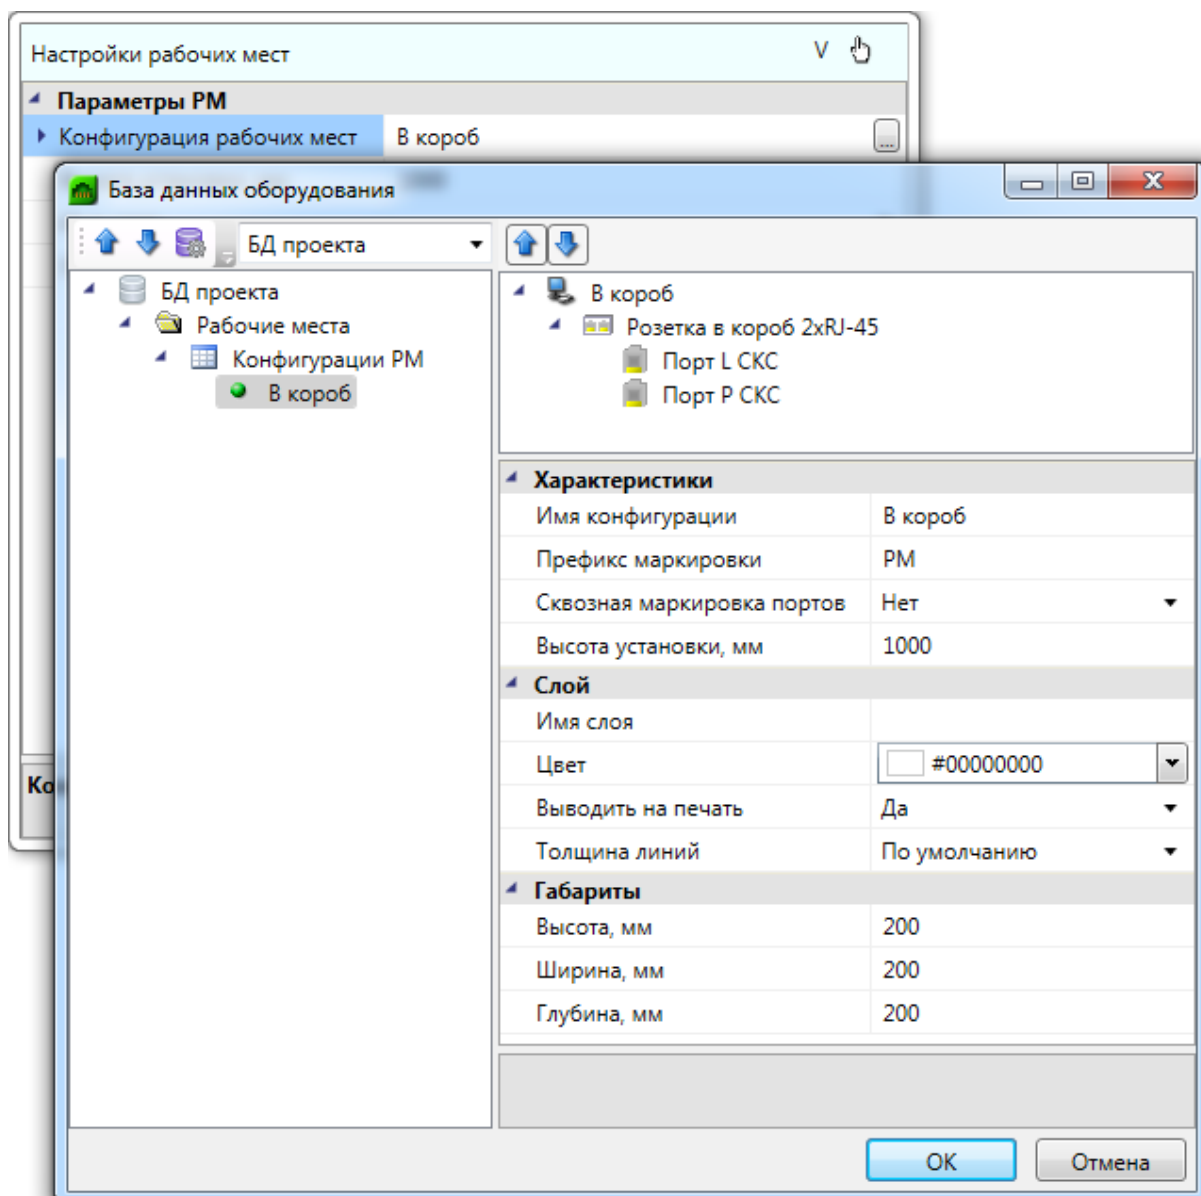 Настройки рабочих мест V
Параметры РМ
Конфигурация рабочих мест В короб ...
База данных оборудования
БД проекта
БД проекта
Рабочие места
Конфигурации РМ
В короб
В короб
Розетка в короб 2xRJ-45
Порт L СКС
Порт Р СКС
Характеристики
Имя конфигурации В короб
Префикс маркировки РМ
Сквозная маркировка портов Нет
Высота установки, мм 1000
Слой
Имя слоя
Цвет #00000000
Выводить на печать Да
Толщина линий По умолчанию
Габариты
Высота, мм 200
Ширина, мм 200
Глубина, мм 200
Ко
OK Отмена